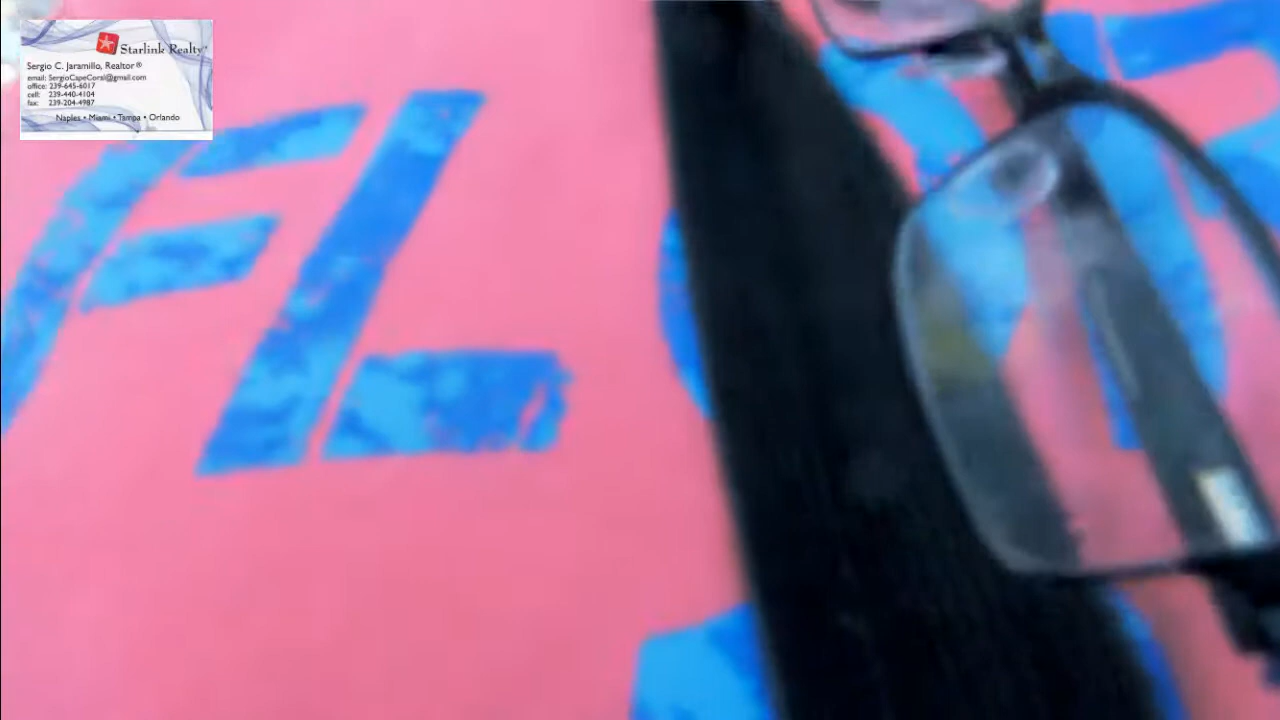 Starlink Realty
Sergio C. Jaramillo, Realtor®
email: SergioCapeCoral@gmail.com
office: 239-645-6017
cell: 239-440-4104
fax: 239-204-4987
Naples • Miami • Tampa • Orlando
FL